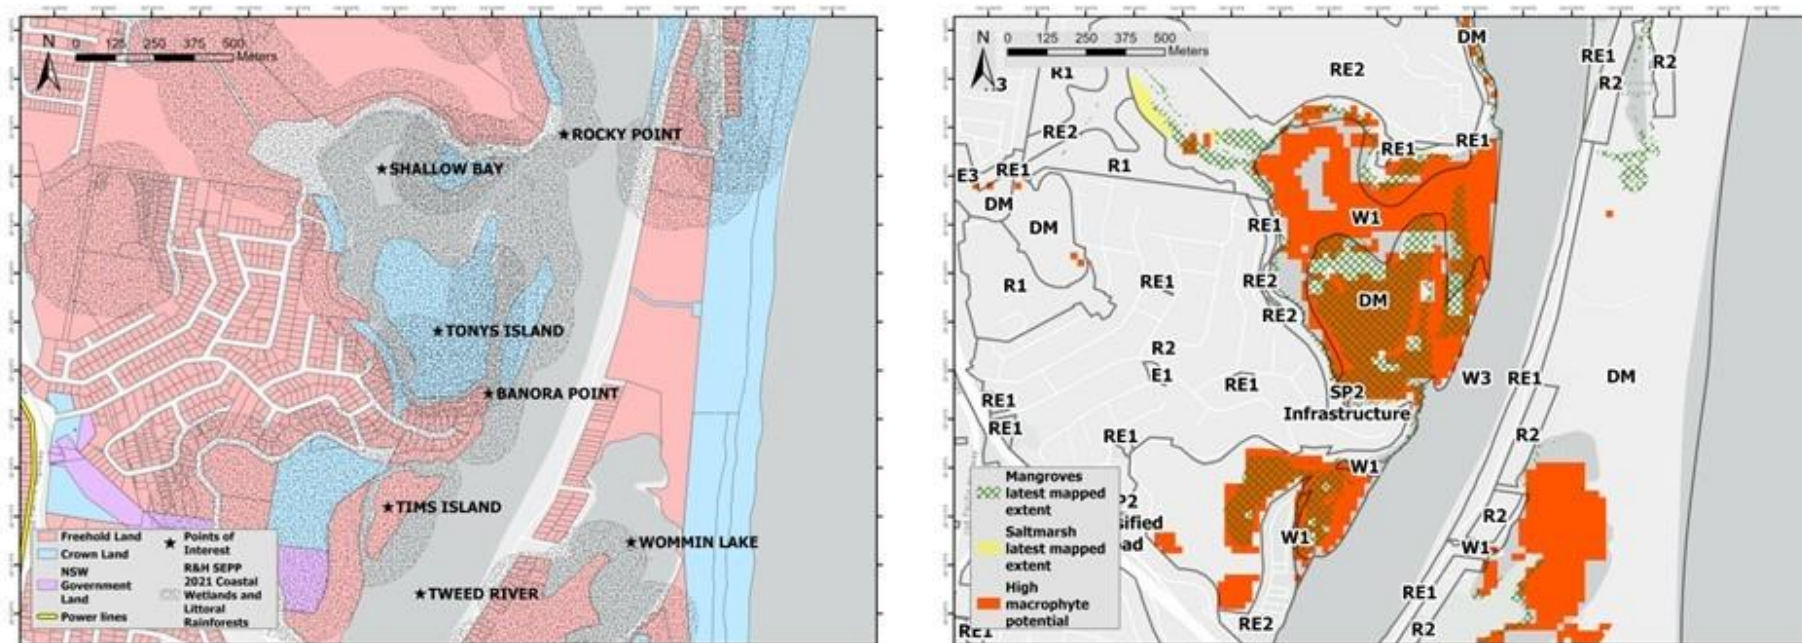 N
0 125 250 375 500
Meters
ROCKY POINT
SHALLOW BAY
TONYS ISLAND
BANORA POINT
TIMS ISLAND
WOMMIN LAKE
TWEED RIVER
Freehold Land
Crown Land
NSW
Government
Land
Power lines
Points of
Interest
R&H SEPP
2021 Coastal
Wetlands and
Littoral
Rainforests
N
0 125 250 375 500
Meters
DM
RE1
R2
R2
R1
RE2
RE2
RE1
RE1
R1
E3
RE1
DM
W1
RE1
DM
RE1
RE2
R1
DM
RE2
R2
E1
RE1
SP2
Infrastructure
W3
RE1
DM
RE1
RE1
RE1
R2
W1
R2
W1
W1
RE1
RE2
R2
RE1
Mangroves
latest mapped
extent
Saltmarsh
latest mapped
extent
High
macrophyte
potential